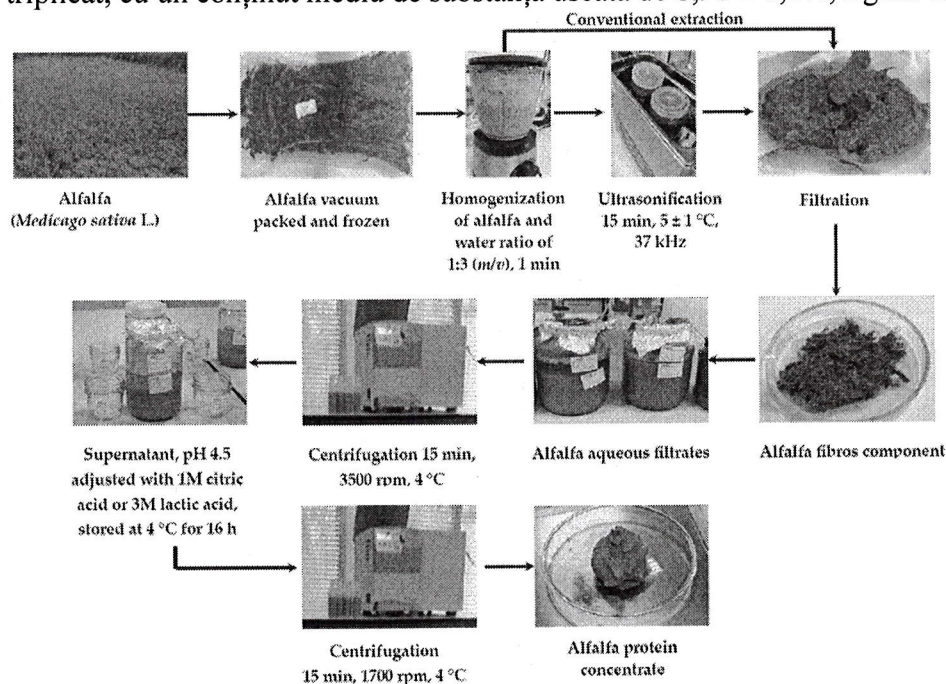 Conventional extraction
Alfalfa
(Medicago sativa L.)
Alfalfa vacuum
packed and frozen
Homogenization
of alfalfa and
water ratio of
1:3 (m/v), 1 min
Ultrasonification
15 min, 5 ± 1 °C,
37 kHz
Filtration
Supernatant, pH 4.5
adjusted with 1M citric
acid or 3M lactic acid,
stored at 4 °C for 16 h
Centrifugation 15 min,
3500 rpm, 4 °C
Alfalfa aqueous filtrates
Alfalfa fibros component
Centrifugation
15 min, 1700 rpm, 4 °C
Alfalfa protein
concentrate